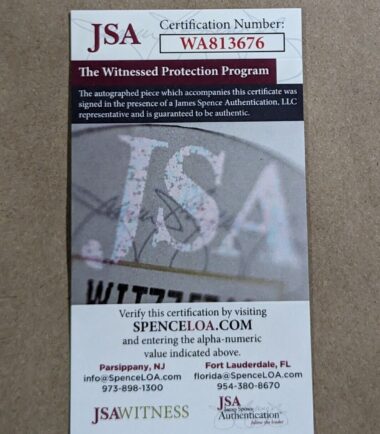 JSA
Certification Number:
WA813676
The Witnessed Protection Program
The autographed piece which accompanies this certificate was
signed in the presence of a James Spence Authentication, LLC
representative and is guaranteed to be authentic.
JSA
Verify this certification by visiting
SPENCELOA.COM
and entering the alpha-numeric
value indicated above.
Parsippany, NJ
info@SpenceLOA.com
973-898-1300
Fort Lauderdale, FL
florida@SpenceLOA.com
954-380-8670
JSAWITNESS
JSA
James Spence
Authentication
follow the leader